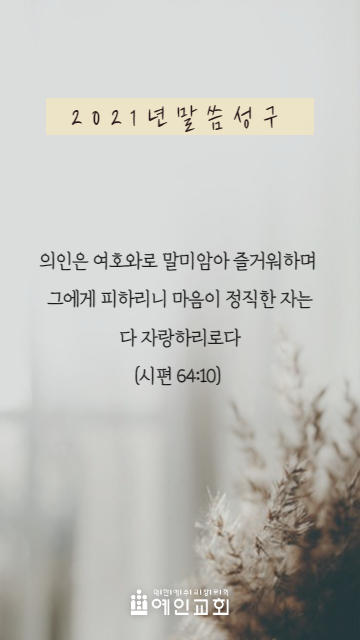 2021년말씀성구
의인은 여호와로 말미암아 즐거워하며
그에게 피하리니 마음이 정직한 자는
다 자랑하리로다
(시편 64:10)
예인교회